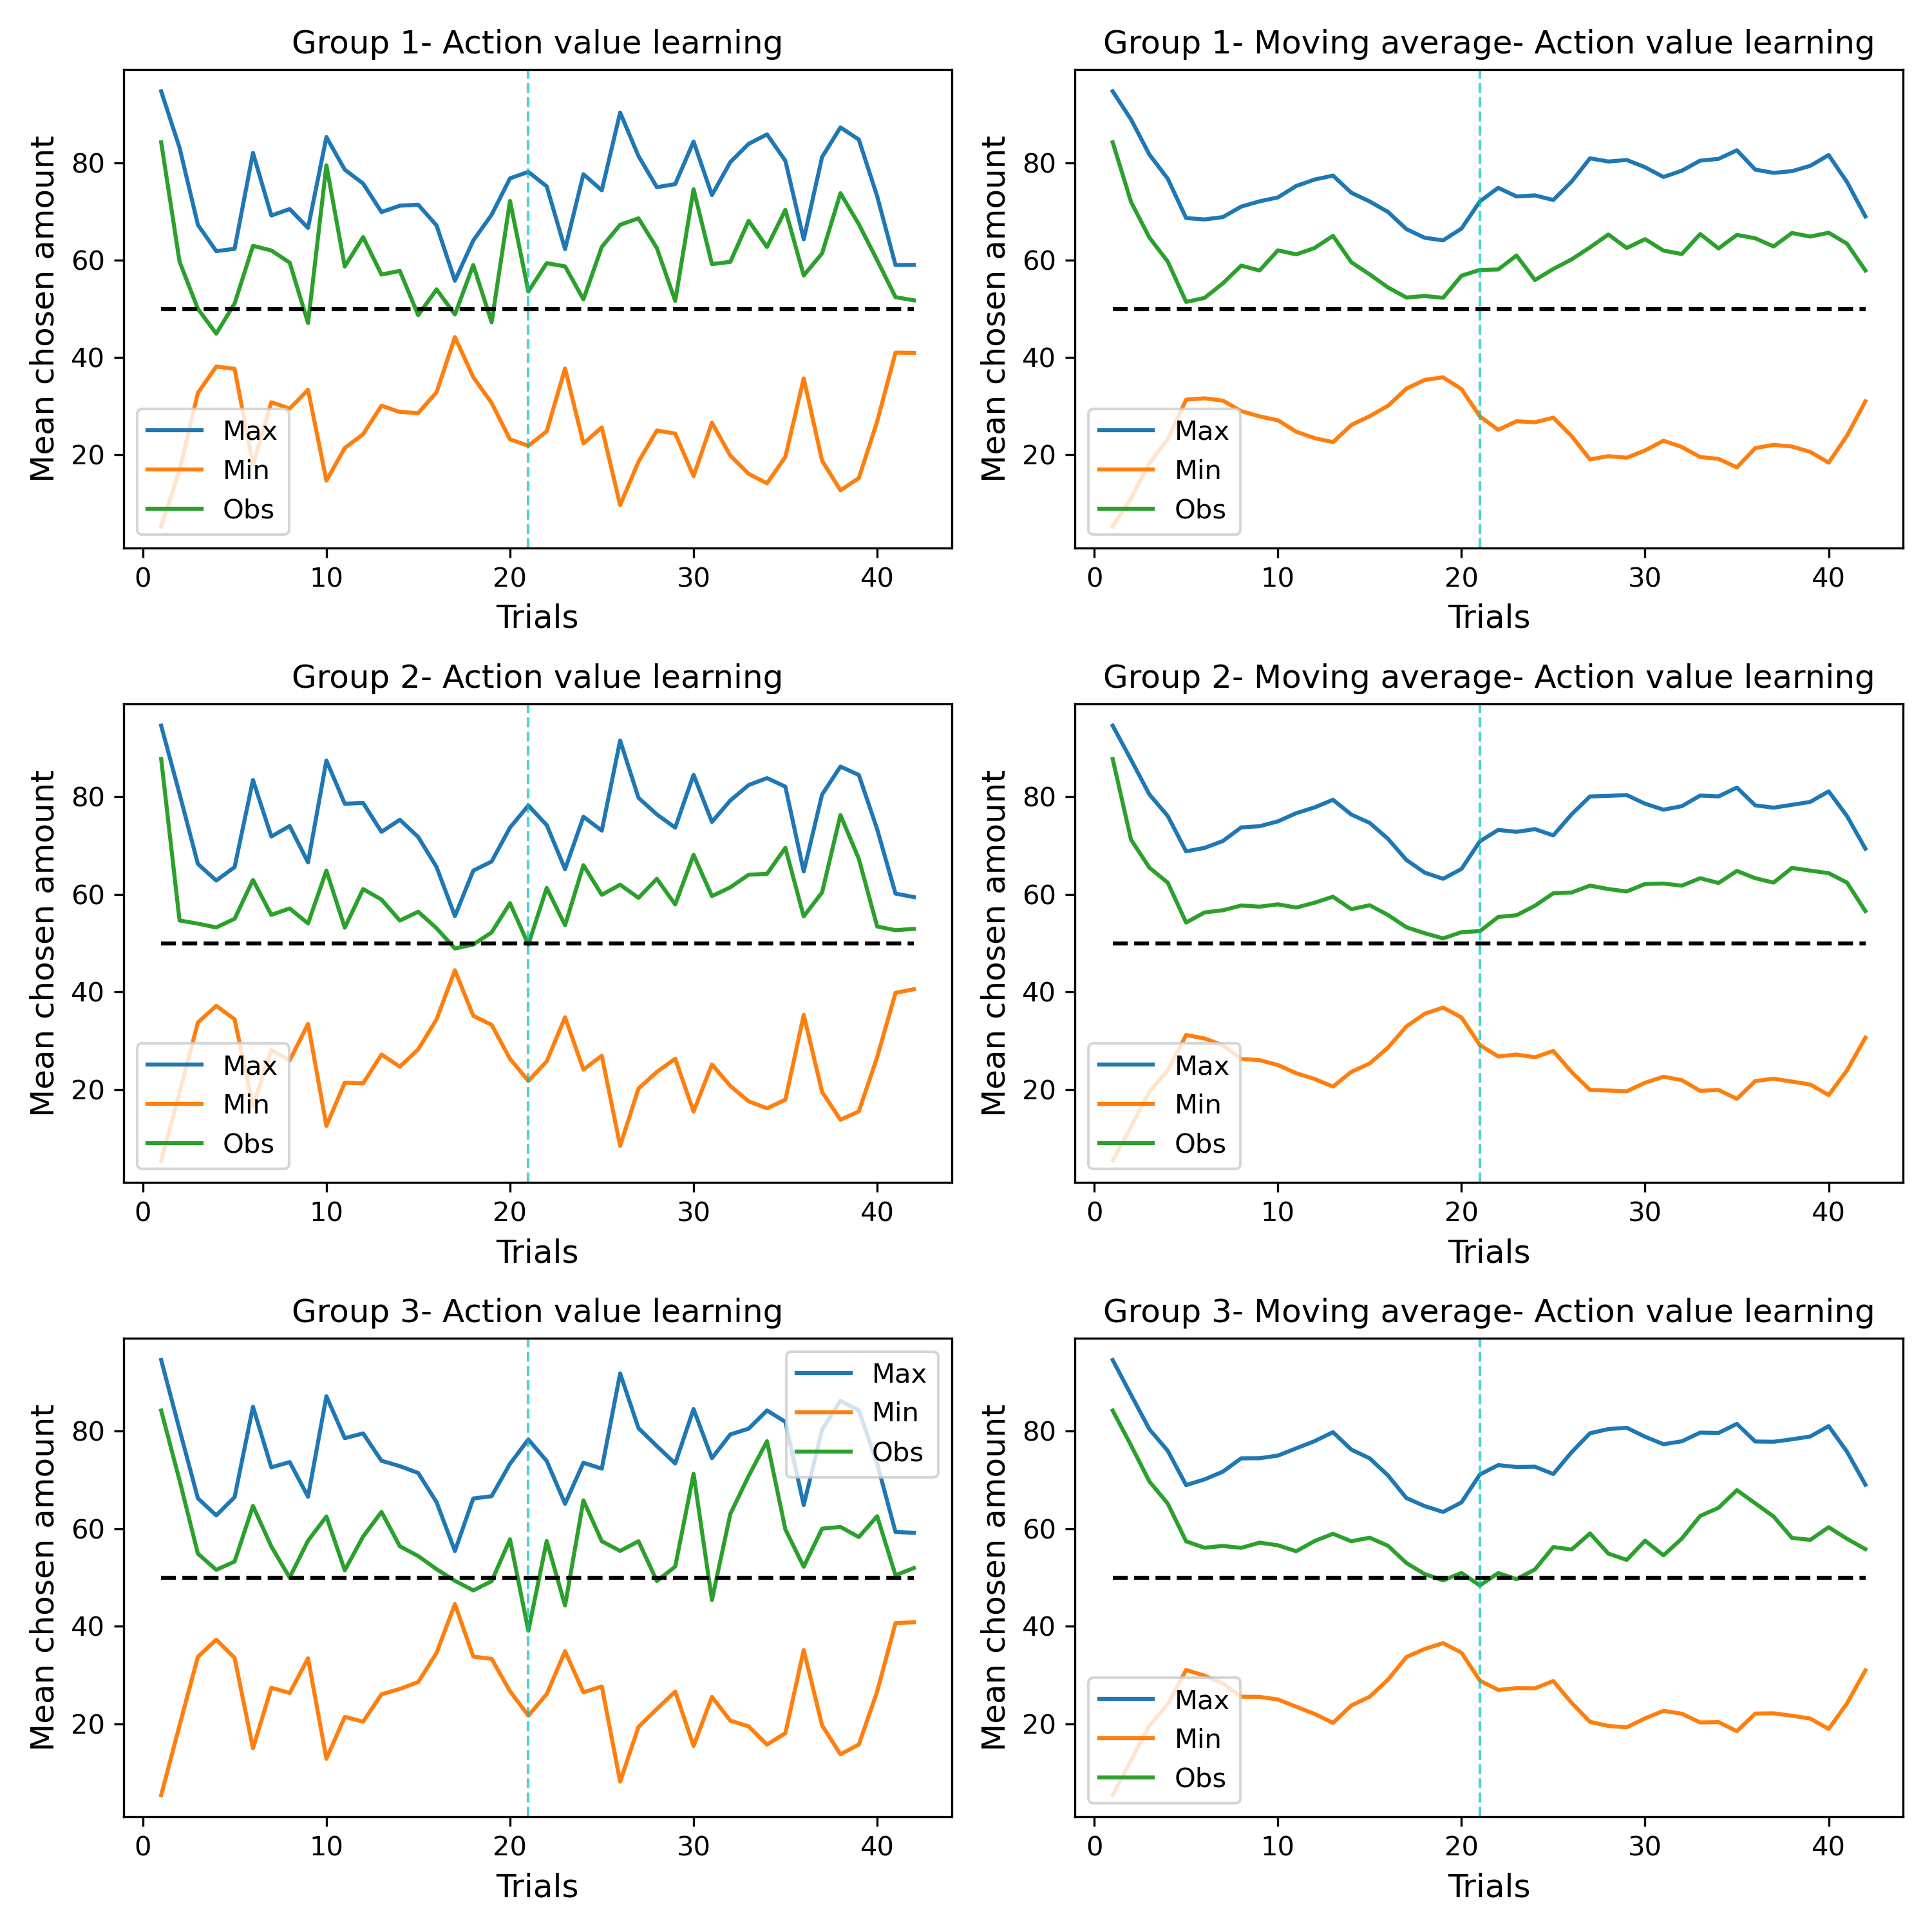 Group 1- Action value learning
Mean chosen amount
80
60
40
20
Max
Min
Obs
0 10 20 30 40
Trials
Group 1- Moving average- Action value learning
Mean chosen amount
80
60
40
20
Max
Min
Obs
0 10 20 30 40
Trials
Group 2- Action value learning
Mean chosen amount
80
60
40
20
Max
Min
Obs
0 10 20 30 40
Trials
Group 2- Moving average- Action value learning
Mean chosen amount
80
60
40
20
Max
Min
Obs
0 10 20 30 40
Trials
Group 3- Action value learning
Mean chosen amount
80
60
40
20
Max
Min
Obs
0 10 20 30 40
Trials
Group 3- Moving average- Action value learning
Mean chosen amount
80
60
40
20
Max
Min
Obs
0 10 20 30 40
Trials